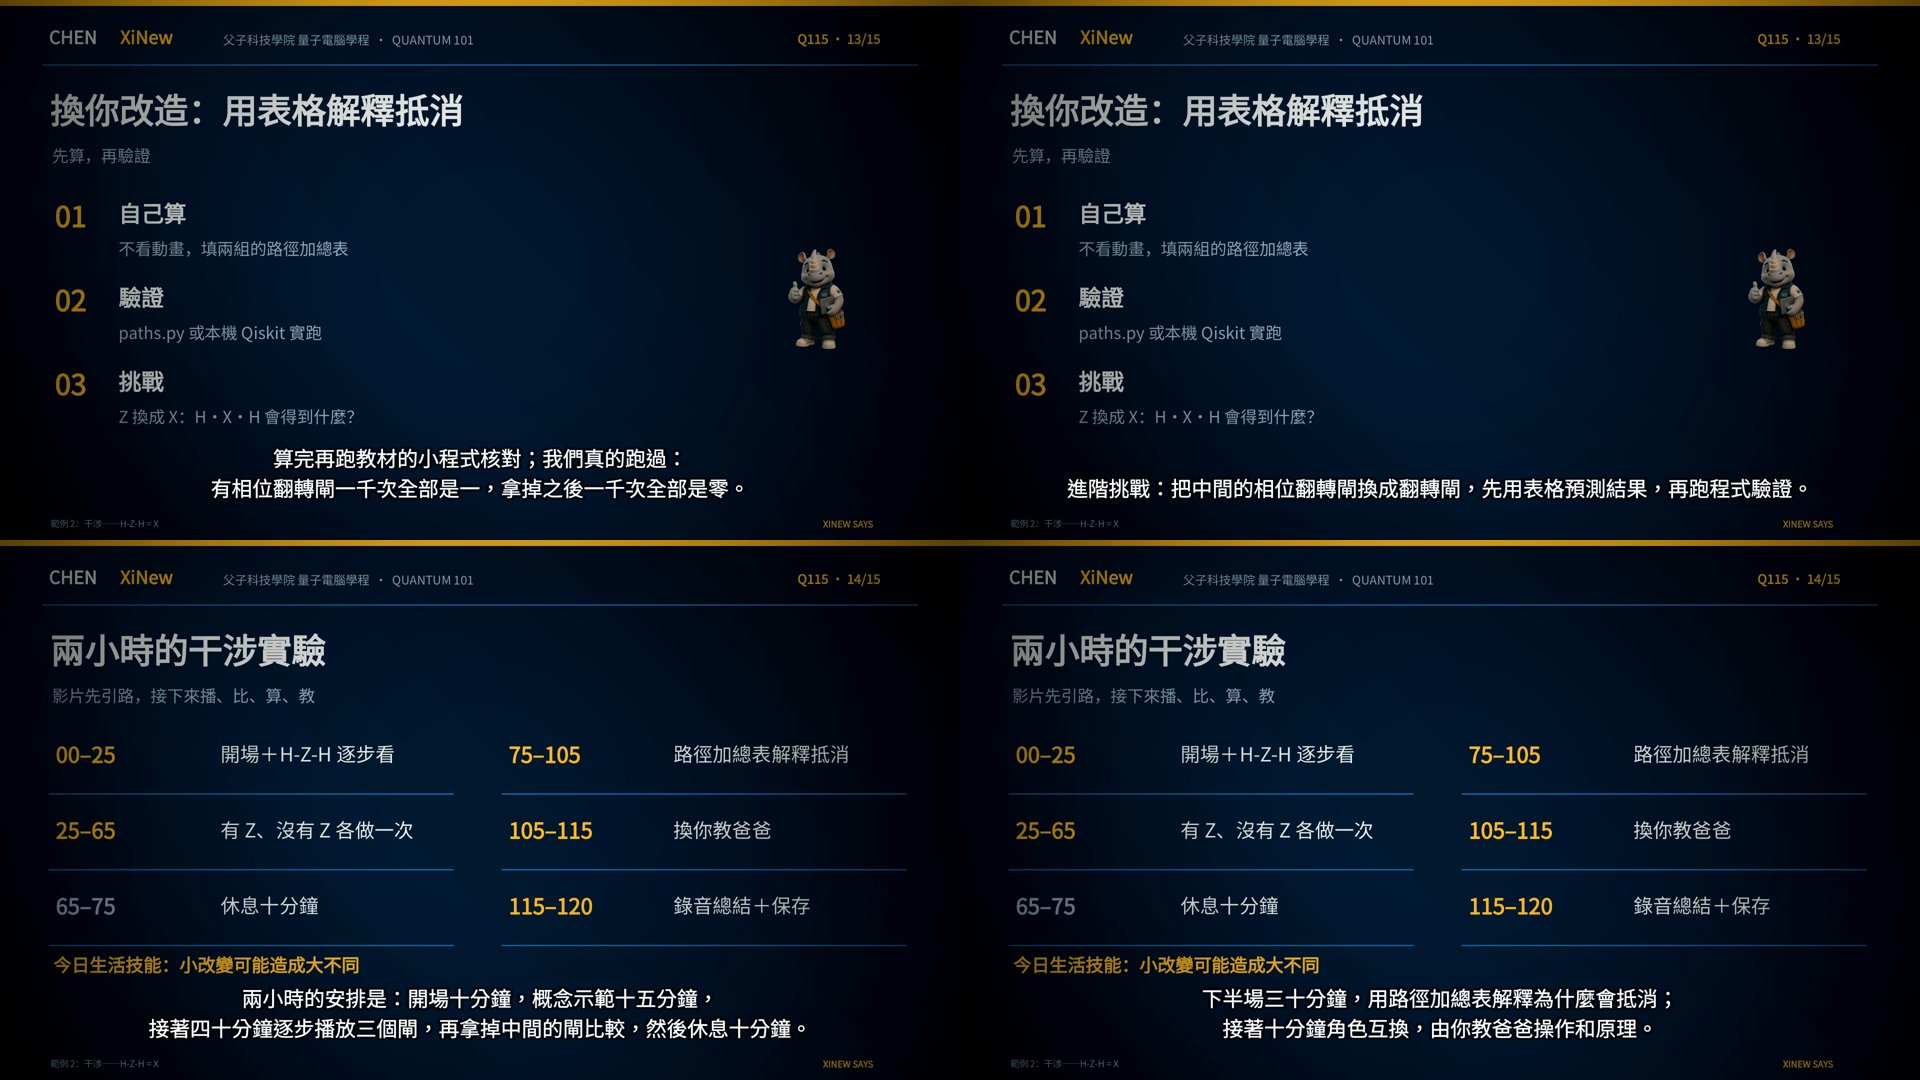 CHEN XiNew 父子科技學院 量子電腦學程 · QUANTUM 101 Q115 · 13/15
換你改造：用表格解釋抵消
先算，再驗證
01 自己算
不看動畫，填兩組的路徑加總表
02 驗證
paths.py 或本機 Qiskit 實跑
03 挑戰
Z 換成 X：H·X·H 會得到什麼？
算完再跑教材的小程式核對；我們真的跑過：
有相位翻轉閘一千次全部是一，拿掉之後一千次全部是零。
範例 2：干涉——H-Z-H = X XINEW SAYS
CHEN XiNew 父子科技學院 量子電腦學程 · QUANTUM 101 Q115 · 13/15
換你改造：用表格解釋抵消
先算，再驗證
01 自己算
不看動畫，填兩組的路徑加總表
02 驗證
paths.py 或本機 Qiskit 實跑
03 挑戰
Z 換成 X：H·X·H 會得到什麼？
進階挑戰：把中間的相位翻轉閘換成翻轉閘，先用表格預測結果，再跑程式驗證。
範例 2：干涉——H-Z-H = X XINEW SAYS
CHEN XiNew 父子科技學院 量子電腦學程 · QUANTUM 101 Q115 · 14/15
兩小時的干涉實驗
影片先引路，接下來播、比、算、教
00–25 開場＋H-Z-H 逐步看 75–105 路徑加總表解釋抵消
25–65 有 Z、沒有 Z 各做一次 105–115 換你教爸爸
65–75 休息十分鐘 115–120 錄音總結＋保存
今日生活技能：小改變可能造成大不同
兩小時的安排是：開場十分鐘，概念示範十五分鐘，
接著四十分鐘逐步播放三個閘，再拿掉中間的閘比較，然後休息十分鐘。
範例 2：干涉——H-Z-H = X XINEW SAYS
CHEN XiNew 父子科技學院 量子電腦學程 · QUANTUM 101 Q115 · 14/15
兩小時的干涉實驗
影片先引路，接下來播、比、算、教
00–25 開場＋H-Z-H 逐步看 75–105 路徑加總表解釋抵消
25–65 有 Z、沒有 Z 各做一次 105–115 換你教爸爸
65–75 休息十分鐘 115–120 錄音總結＋保存
今日生活技能：小改變可能造成大不同
下半場三十分鐘，用路徑加總表解釋為什麼會抵消；
接著十分鐘角色互換，由你教爸爸操作和原理。
範例 2：干涉——H-Z-H = X XINEW SAYS